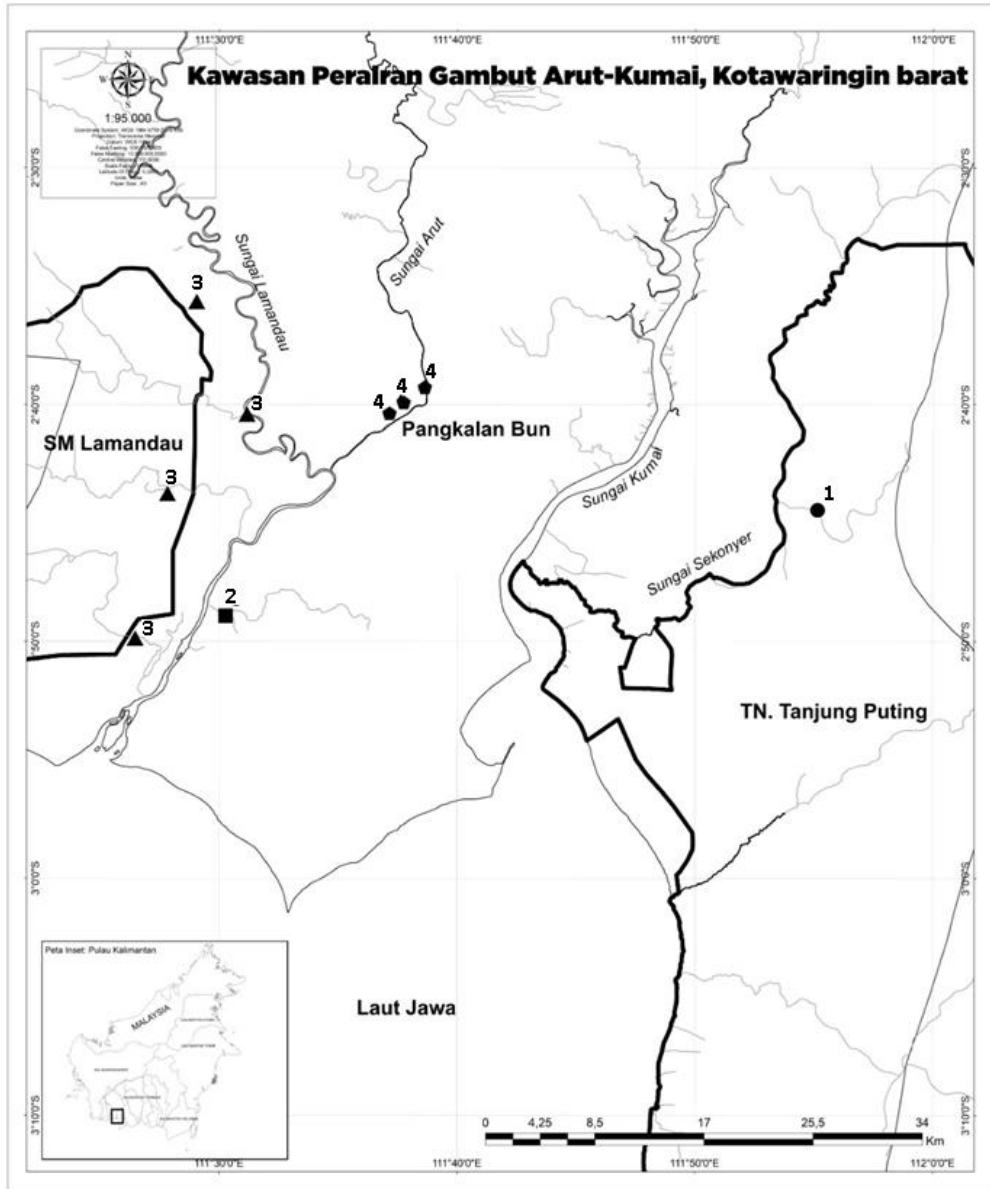 111°30'0"E
111°40'0"E
111°50'0"E
112°0'0"E
Kawasan Perairan Gambut Arut-Kumai, Kotawaringin barat
N
W
S
1:95.000
2°30'0"S
2°30'0"S
Sungai Lamandau
Sungai Arut
3
3
4
4
4
2°40'0"S
2°40'0"S
SM Lamandau
Pangkalan Bun
3
Sungai Kumai
1
Sungai Sekonyer
2
3
2°50'0"S
2°50'0"S
TN. Tanjung Puting
3°0'0"S
3°0'0"S
Peta Inset: Pulau Kalimantan
MALAYSIA
Laut Jawa
3°10'0"S
3°10'0"S
0 4,25 8,5 17 25,5 34
Km
111°30'0"E
111°40'0"E
111°50'0"E
112°0'0"E